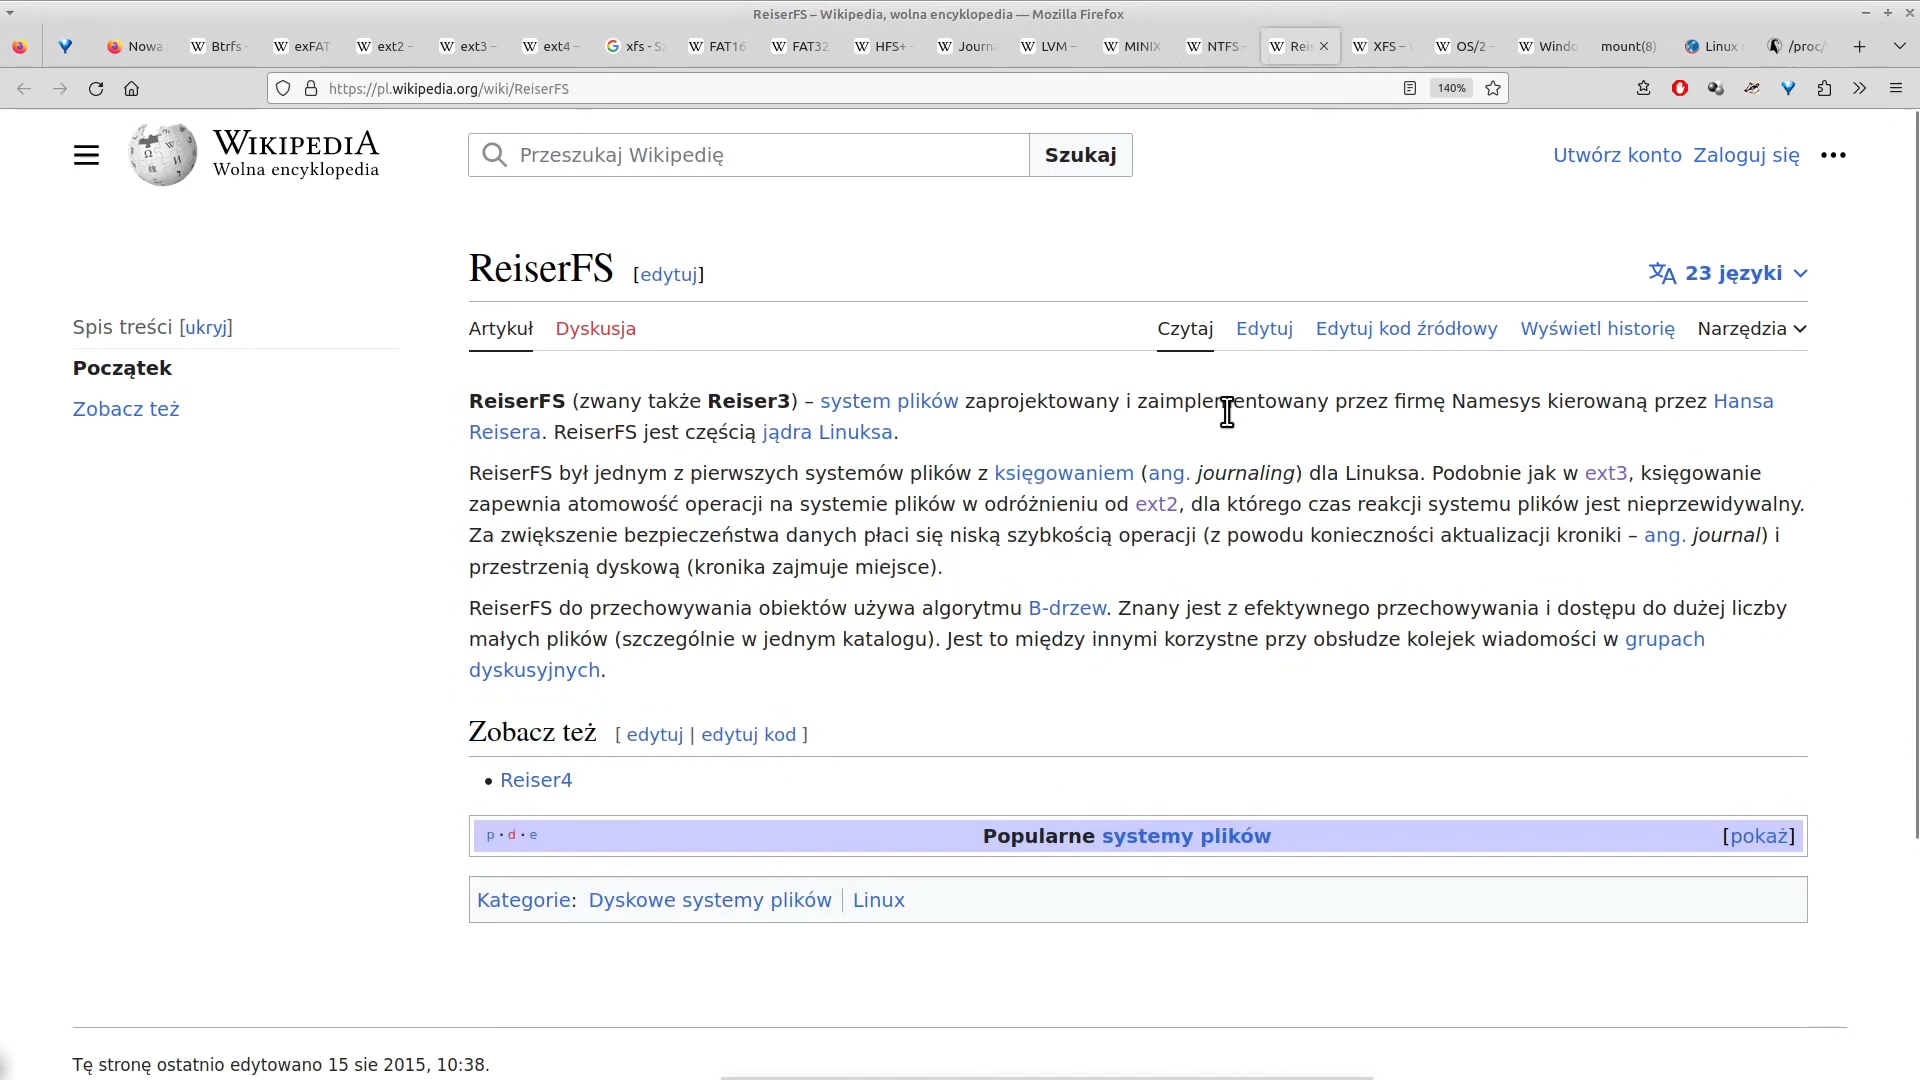 ReiserFS – Wikipedia, wolna encyklopedia — Mozilla Firefox
Nowa
Btrfs
exFAT
ext2 –
ext3 –
ext4 –
xfs - S
FAT16
FAT32
HFS+
Journ
LVM –
MINIX
NTFS
Reis
XFS –
OS/2
Windo
mount(8)
Linux
/proc/
https://pl.wikipedia.org/wiki/ReiserFS
140%
WIKIPEDIA
Wolna encyklopedia
Przeszukaj Wikipedię
Szukaj
Utwórz konto Zaloguj się
ReiserFS [edytuj]
23 języki
Artykuł Dyskusja
Czytaj Edytuj Edytuj kod źródłowy Wyświetl historię Narzędzia
Spis treści [ukryj]
Początek
Zobacz też
ReiserFS (zwany także Reiser3) – system plików zaprojektowany i zaimplementowany przez firmę Namesys kierowaną przez Hansa
Reisera. ReiserFS jest częścią jądra Linuksa.
ReiserFS był jednym z pierwszych systemów plików z księgowaniem (ang. journaling) dla Linuksa. Podobnie jak w ext3, księgowanie
zapewnia atomowość operacji na systemie plików w odróżnieniu od ext2, dla którego czas reakcji systemu plików jest nieprzewidywalny.
Za zwiększenie bezpieczeństwa danych płaci się niską szybkością operacji (z powodu konieczności aktualizacji kroniki – ang. journal) i
przestrzenią dyskową (kronika zajmuje miejsce).
ReiserFS do przechowywania obiektów używa algorytmu B-drzew. Znany jest z efektywnego przechowywania i dostępu do dużej liczby
małych plików (szczególnie w jednym katalogu). Jest to między innymi korzystne przy obsłudze kolejek wiadomości w grupach
dyskusyjnych.
Zobacz też [ edytuj | edytuj kod ]
• Reiser4
p · d · e
Popularne systemy plików
[pokaż]
Kategorie: Dyskowe systemy plików | Linux
Tę stronę ostatnio edytowano 15 sie 2015, 10:38.